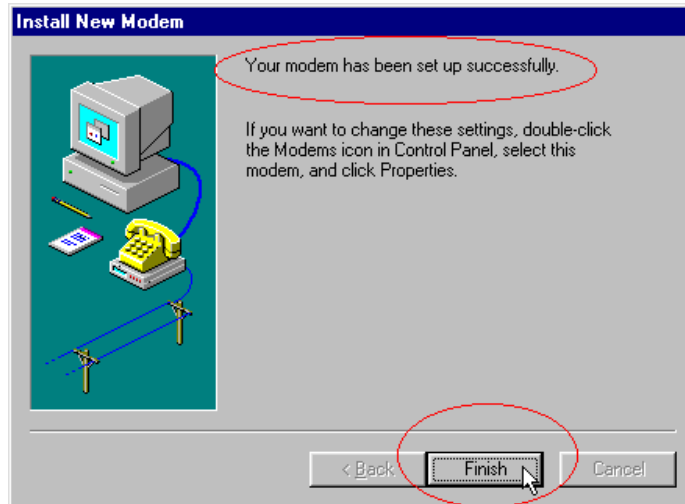 Install New Modem
Your modem has been set up successfully.
If you want to change these settings, double-click
the Modems icon in Control Panel, select this
modem, and click Properties.
< Back
Finish
Cancel